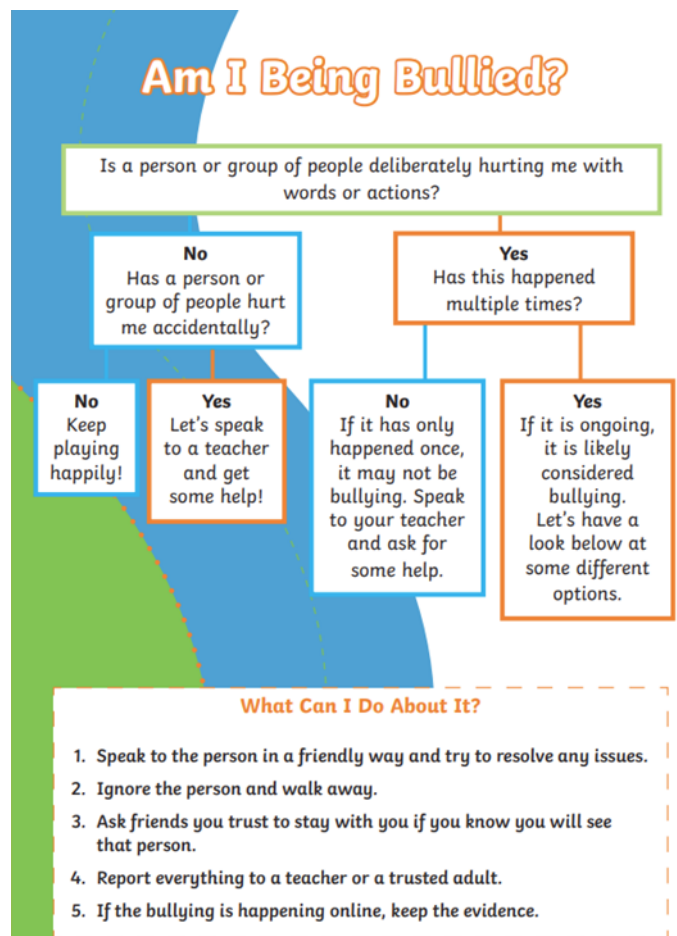 Am I Being Bullied?
Is a person or group of people deliberately hurting me with
words or actions?
No
Has a person or
group of people hurt
me accidentally?
Yes
Has this happened
multiple times?
No
Keep
playing
happily!
Yes
Let's speak
to a teacher
and get
some help!
No
If it has only
happened once,
it may not be
bullying. Speak
to your teacher
and ask for
some help.
Yes
If it is ongoing,
it is likely
considered
bullying.
Let's have a
look below at
some different
options.
What Can I Do About It?
1. Speak to the person in a friendly way and try to resolve any issues.
2. Ignore the person and walk away.
3. Ask friends you trust to stay with you if you know you will see
that person.
4. Report everything to a teacher or a trusted adult.
5. If the bullying is happening online, keep the evidence.